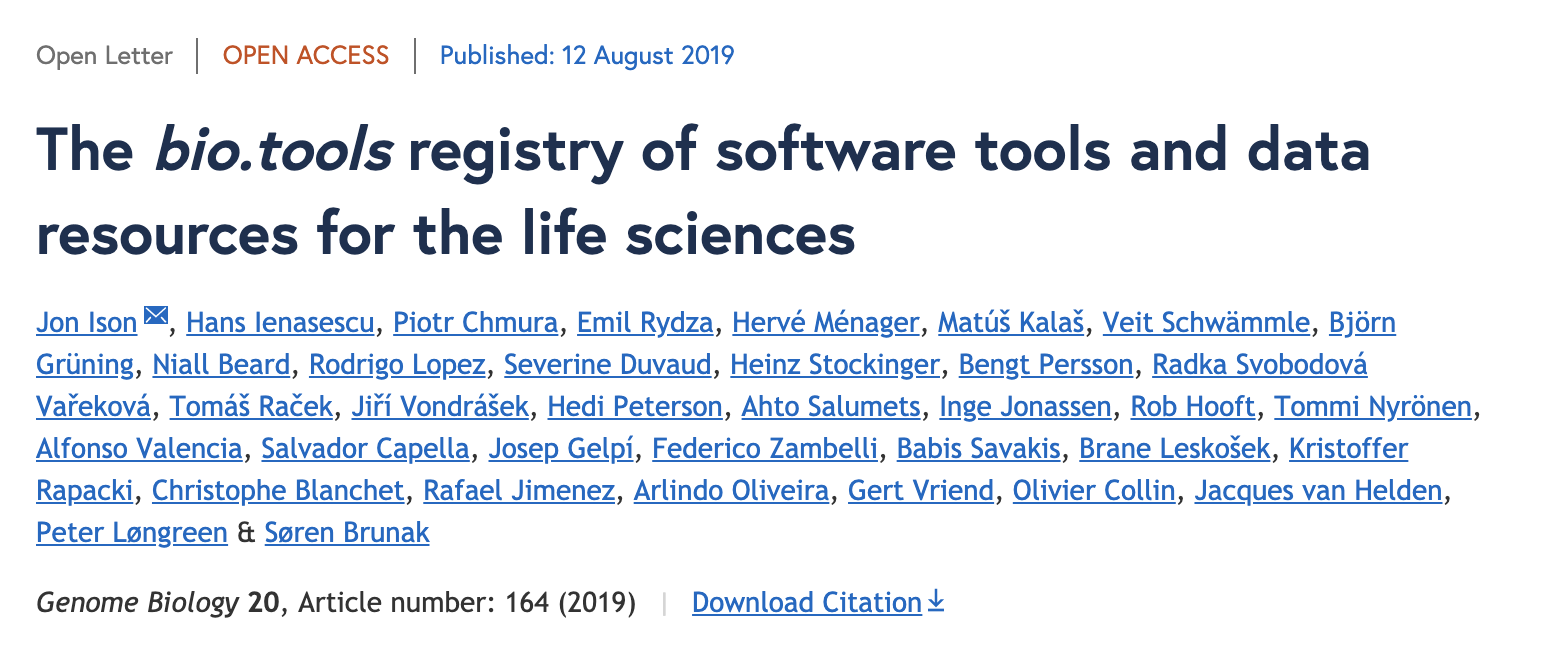 Open Letter | OPEN ACCESS | Published: 12 August 2019
The bio.tools registry of software tools and data
resources for the life sciences
Jon Ison, Hans Ienasescu, Piotr Chmura, Emil Rydza, Hervé Ménager, Matúš Kalaš, Veit Schwämmle, Björn
Grüning, Niall Beard, Rodrigo Lopez, Severine Duvaud, Heinz Stockinger, Bengt Persson, Radka Svobodová
Vařeková, Tomáš Raček, Jiří Vondrášek, Hedi Peterson, Ahto Salumets, Inge Jonassen, Rob Hooft, Tommi Nyrönen,
Alfonso Valencia, Salvador Capella, Josep Gelpí, Federico Zambelli, Babis Savakis, Brane Leskošek, Kristoffer
Rapacki, Christophe Blanchet, Rafael Jimenez, Arlindo Oliveira, Gert Vriend, Olivier Collin, Jacques van Helden,
Peter Løngreen & Søren Brunak
Genome Biology 20, Article number: 164 (2019) | Download Citation